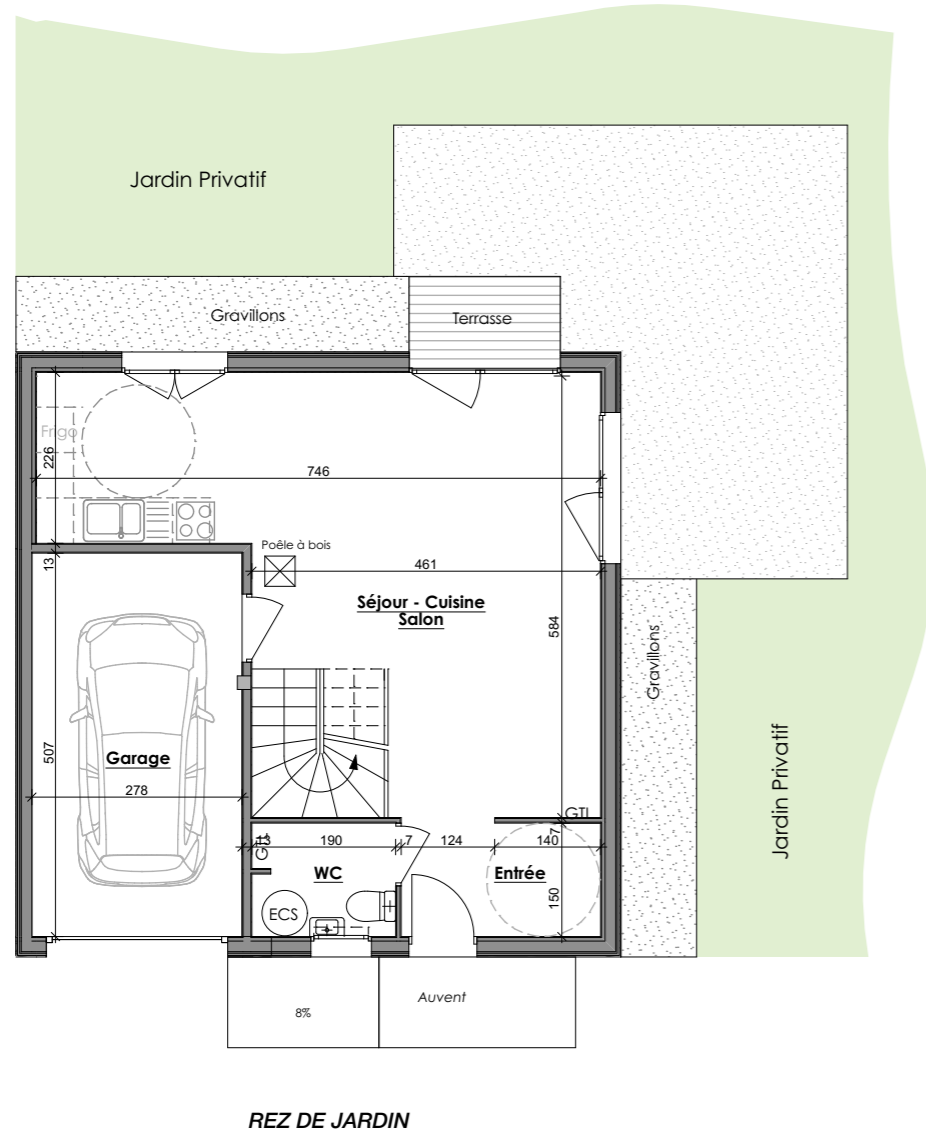 Jardin Privatif
Gravillons
Terrasse
Frigo
226
746
Poêle à bois
13
461
Séjour - Cuisine
Salon
584
Gravillons
Jardin Privatif
507
Garage
278
GTL
13
190
7
124
140
7
WC
Entrée
150
ECS
8%
Auvent
REZ DE JARDIN